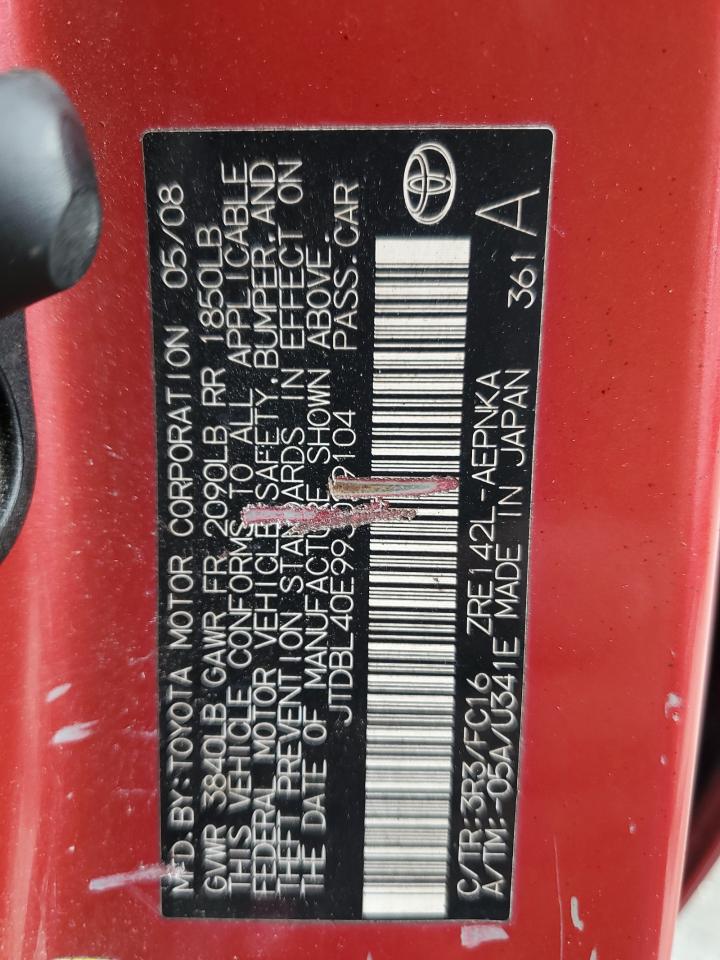 MFD.BY:TOYOTA MOTOR CORPORATION 05/08
GVWR 3840LB GAWR FR 2090LB RR 1850LB
THIS VEHICLE CONFORMS TO ALL APPLICABLE
FEDERAL MOTOR VEHICLE SAFETY, BUMPER, AND
THEFT PREVENTION STANDARDS IN EFFECT ON
THE DATE OF MANUFACTURE SHOWN ABOVE.
PASS.CAR
C/TR:3R3/FC16 ZRE142L-AEPNKA
A/TM:-05A/U341E MADE IN JAPAN 361 A